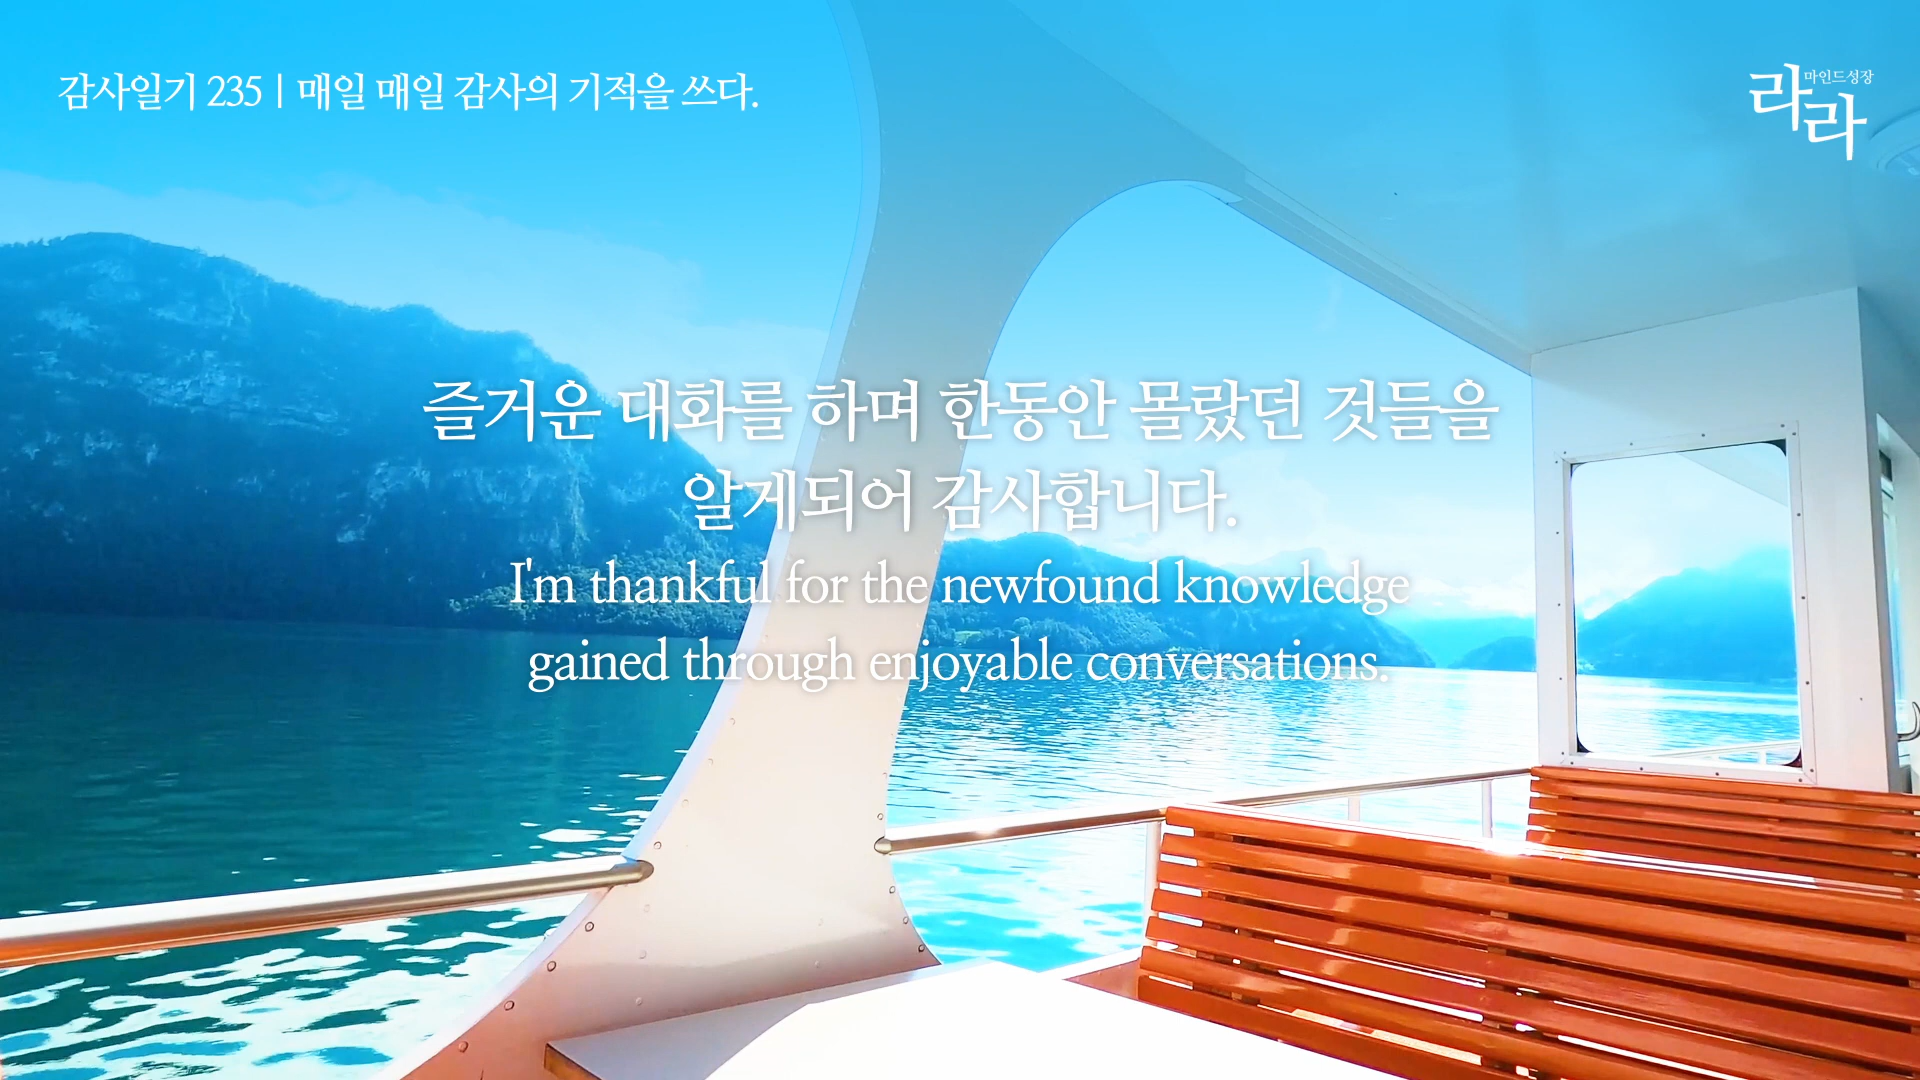 감사일기 235 | 매일 매일 감사의 기적을 쓰다.
마인드성장
라라
즐거운 대화를 하며 한동안 몰랐던 것들을
알게되어 감사합니다.
I'm thankful for the newfound knowledge
gained through enjoyable conversations.